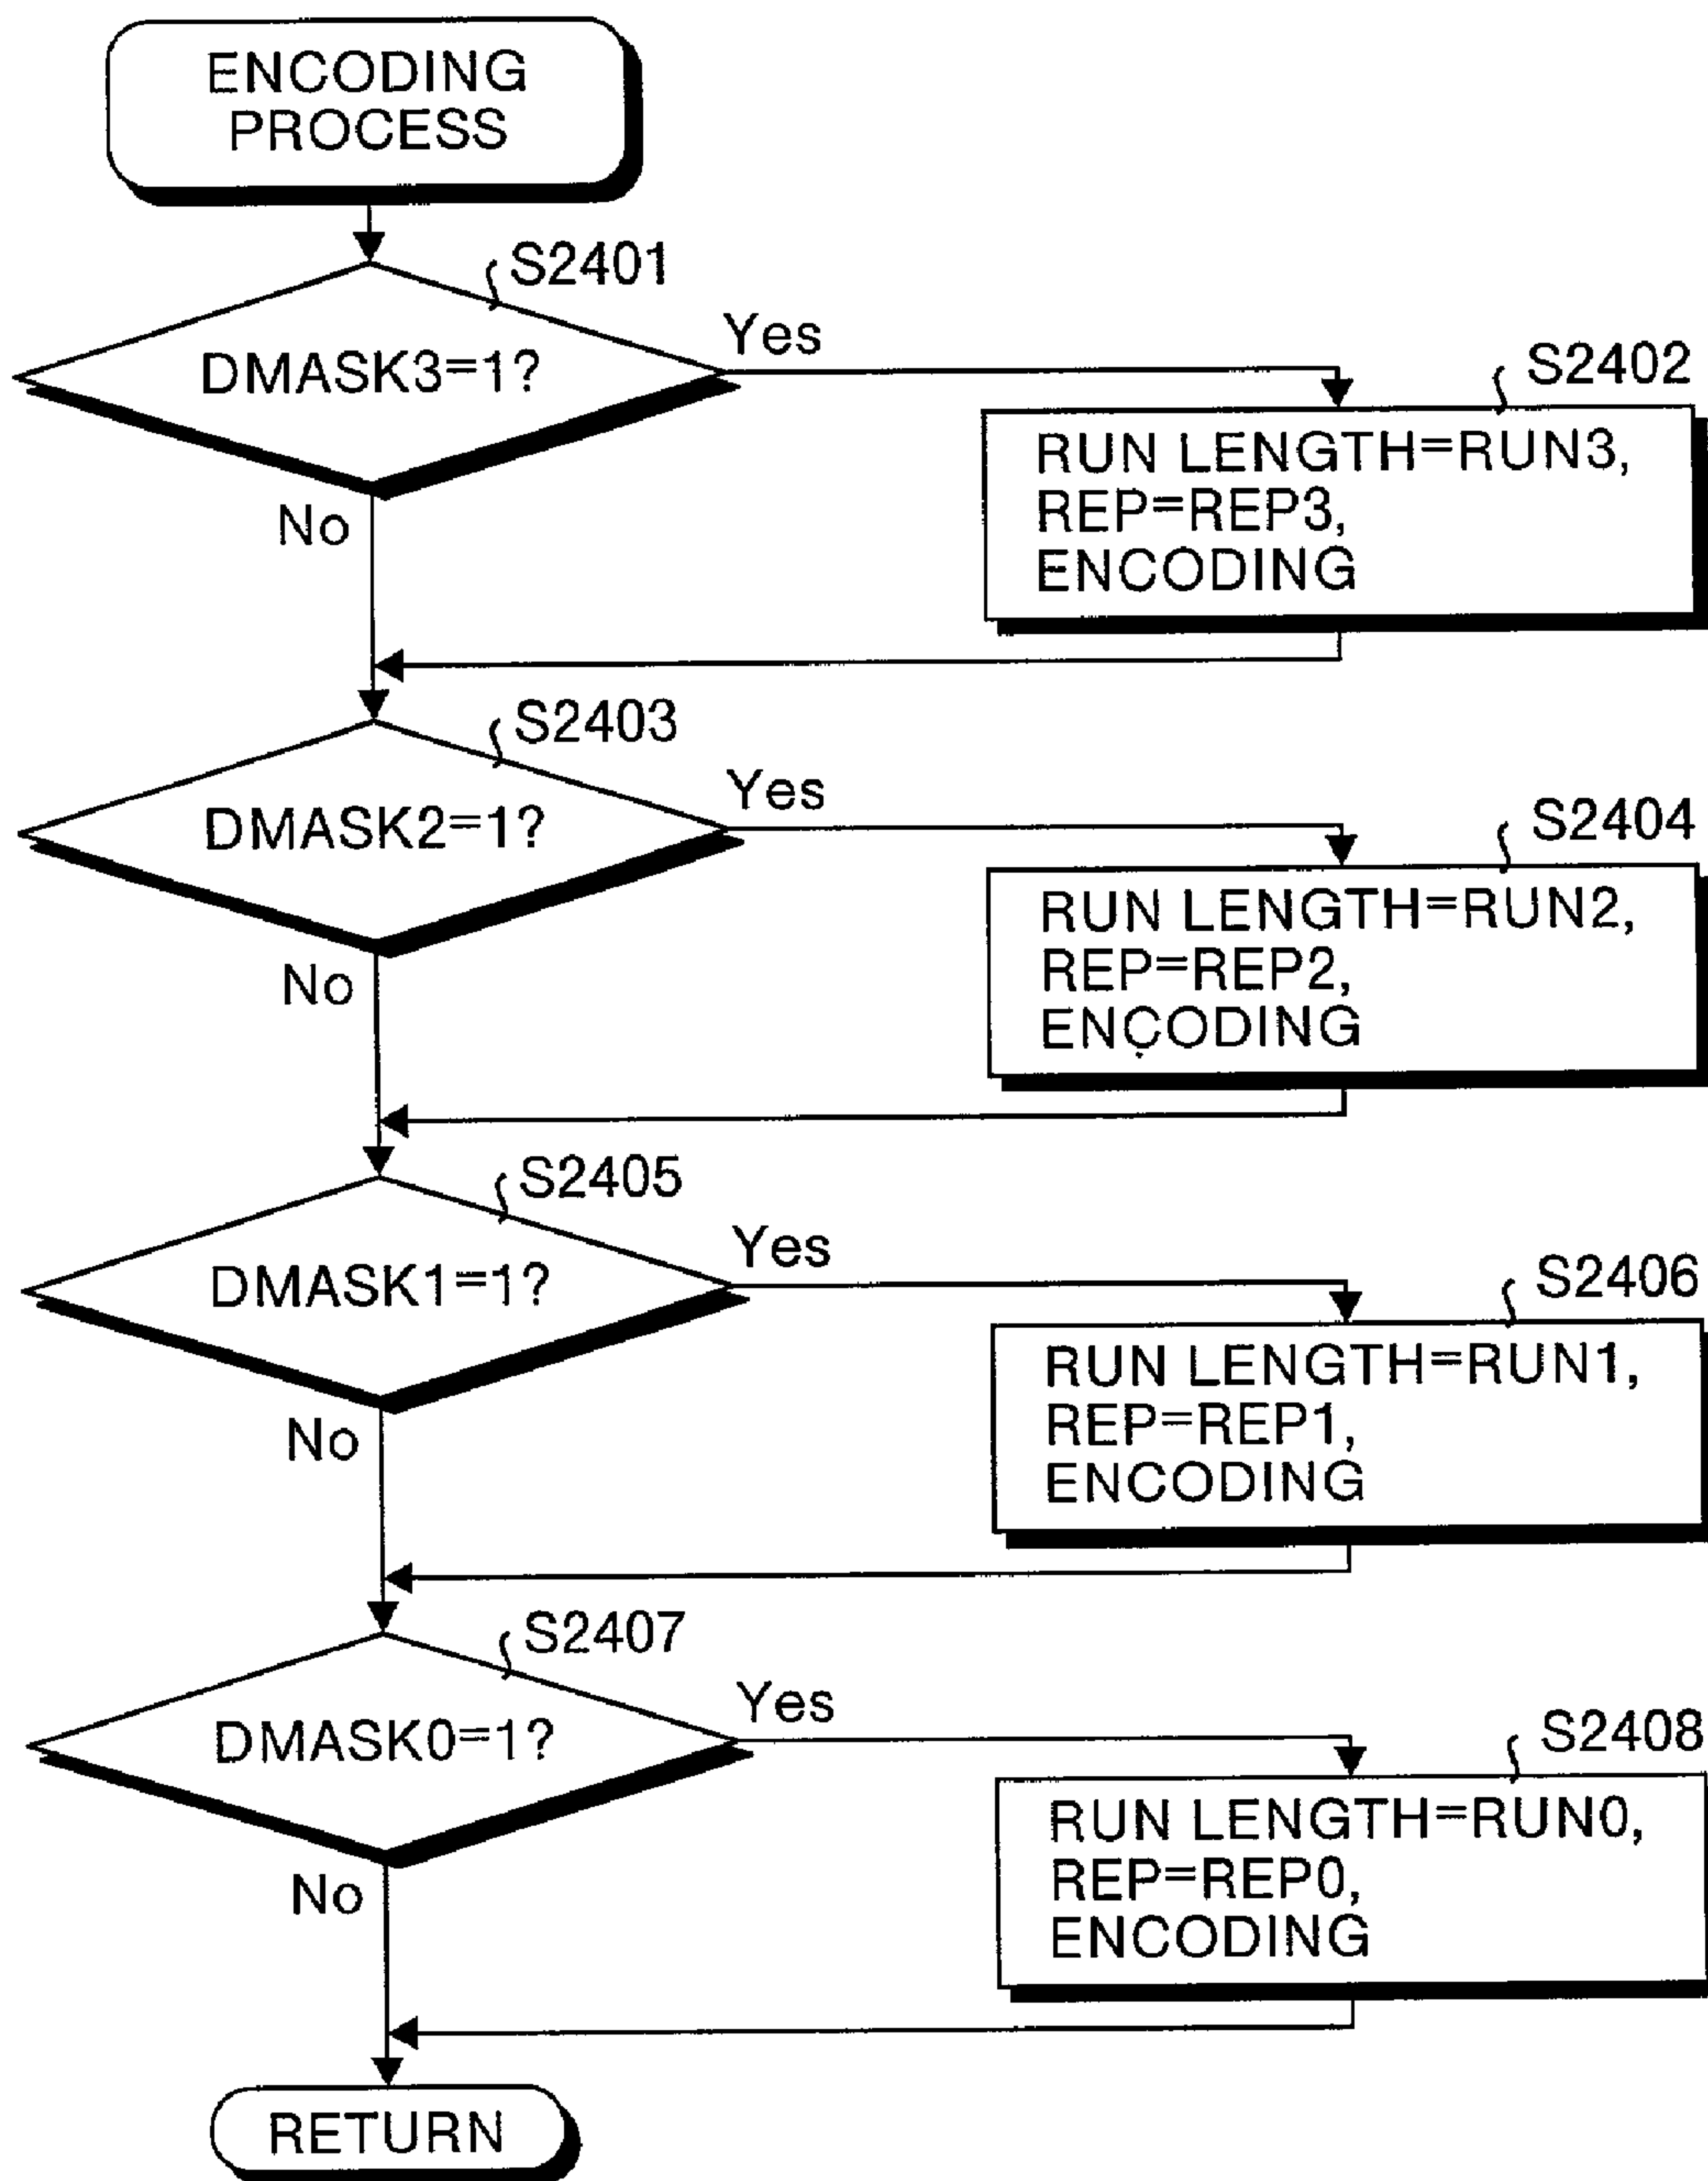 ENCODING
PROCESS
S2401
DMASK3=1?
Yes
No
S2402
RUN LENGTH=RUN3,
REP=REP3,
ENCODING
S2403
DMASK2=1?
Yes
No
S2404
RUN LENGTH=RUN2,
REP=REP2,
ENCODING
S2405
DMASK1=1?
Yes
No
S2406
RUN LENGTH=RUN1,
REP=REP1,
ENCODING
S2407
DMASK0=1?
Yes
No
S2408
RUN LENGTH=RUN0,
REP=REP0,
ENCODING
RETURN